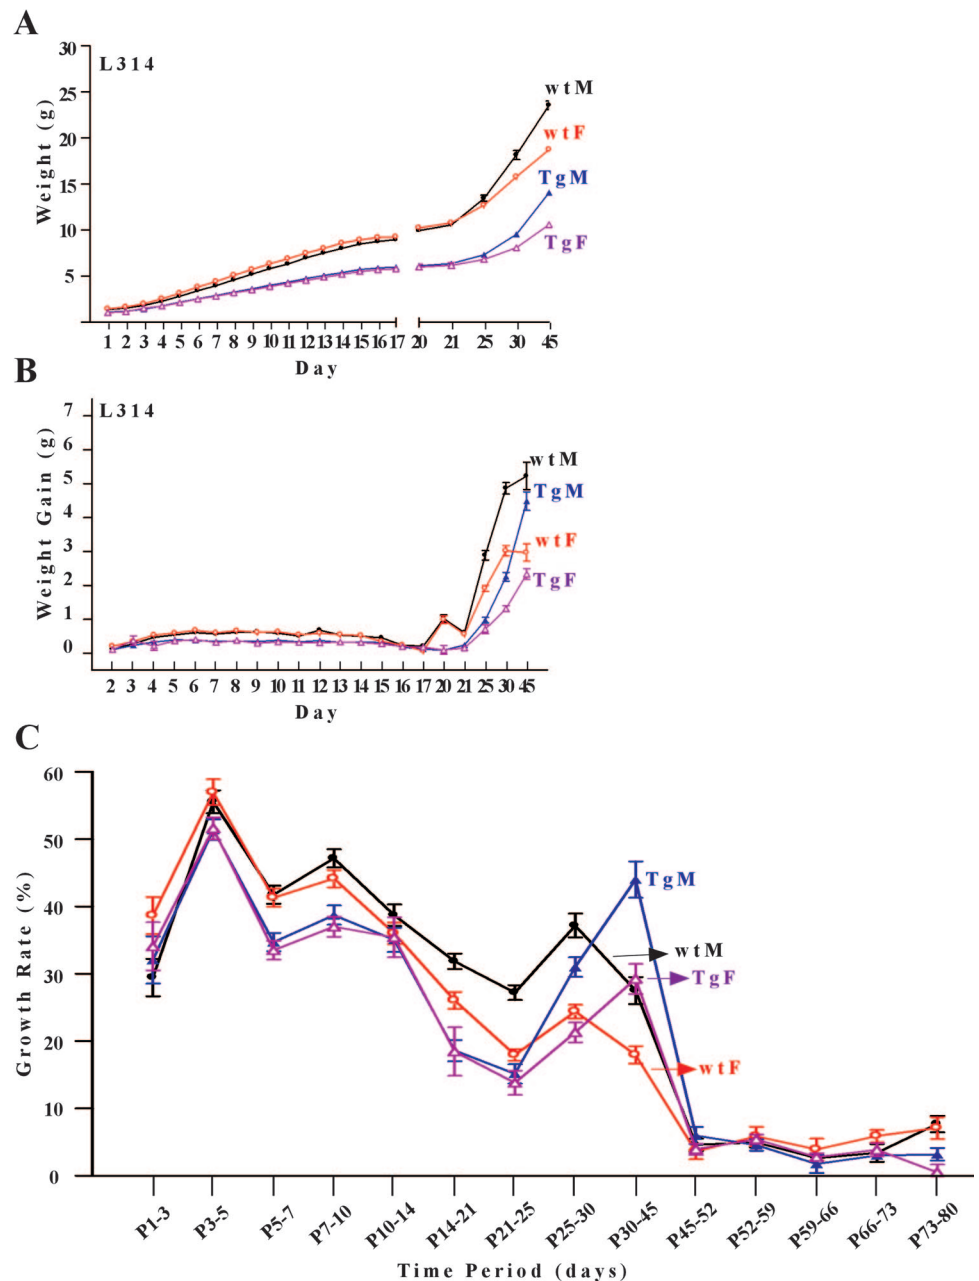 A
L314
30
25
20
15
10
5
Weight (g)
wtM
wtF
TgM
TgF
1 2 3 4 5 6 7 8 9 10 11 12 13 14 15 16 17 20 21 25 30 45
Day
B
L314
7
6
5
4
3
2
1
0
Weight Gain (g)
wtM
TgM
wtF
TgF
2 3 4 5 6 7 8 9 10 11 12 13 14 15 16 17 20 21 25 30 45
Day
C
60
50
40
30
20
10
0
Growth Rate (%)
TgM
wtM
TgF
wtF
P1-3 P3-5 P5-7 P7-10 P10-14 P14-21 P21-25 P25-30 P30-45 P45-52 P52-59 P59-66 P66-73 P73-80
Time Period (days)